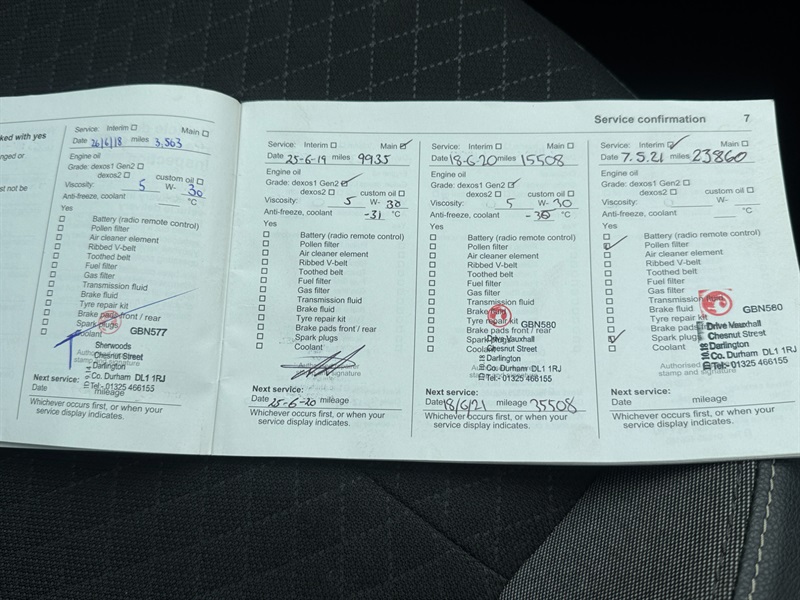 Service confirmation 7
ked with yes
nged or
st not be
Service: Interim Main
Date 26/6/18 miles 3,563
Engine oil
Grade: dexos1 Gen2
dexos2 custom oil
Viscosity: 5 W- 30
Anti-freeze, coolant °C
Yes
Battery (radio remote control)
Pollen filter
Air cleaner element
Ribbed V-belt
Toothed belt
Fuel filter
Gas filter
Transmission fluid
Brake fluid
Tyre repair kit
Brake pads front / rear
Spark plugs
Coolant
GBN577
Sherwoods
Chesnut Street
Darlington
Co. Durham DL1 1RJ
Tel:- 01325 466155
Next service:
Date mileage
Whichever occurs first, or when your
service display indicates.
Service: Interim Main
Date 25-6-19 miles 9935
Engine oil
Grade: dexos1 Gen2
dexos2 custom oil
Viscosity: 5 W- 30
Anti-freeze, coolant -31 °C
Yes
Battery (radio remote control)
Pollen filter
Air cleaner element
Ribbed V-belt
Toothed belt
Fuel filter
Gas filter
Transmission fluid
Brake fluid
Tyre repair kit
Brake pads front / rear
Spark plugs
Coolant
Next service:
Date 25-6-20 mileage
Whichever occurs first, or when your
service display indicates.
Service: Interim Main
Date 18-6-20 miles 15508
Engine oil
Grade: dexos1 Gen2
dexos2 custom oil
Viscosity: 5 W- 30
Anti-freeze, coolant °C
Yes
Battery (radio remote control)
Pollen filter
Air cleaner element
Ribbed V-belt
Toothed belt
Fuel filter
Gas filter
Transmission fluid
Brake fluid
Tyre repair kit
Brake pads front / rear
Spark plugs
Coolant
GBN580
Drive Vauxhall
Chesnut Street
Darlington
Co. Durham DL1 1RJ
Tel:- 01325 466155
Next service:
Date 18/6/21 mileage 35508
Whichever occurs first, or when your
service display indicates.
Service: Interim Main
Date 7.5.21 miles 23860
Engine oil
Grade: dexos1 Gen2
dexos2 custom oil
Viscosity: W-
Anti-freeze, coolant °C
Yes
Battery (radio remote control)
Pollen filter
Air cleaner element
Ribbed V-belt
Toothed belt
Fuel filter
Gas filter
Transmission fluid
Brake fluid
Tyre repair kit
Brake pads
Spark plugs
Coolant
GBN580
Drive Vauxhall
Chesnut Street
Darlington
Co. Durham DL1 1RJ
Tel:- 01325 466155
Authorised
stamp and signature
Next service:
Date mileage
Whichever occurs first, or when your
service display indicates.